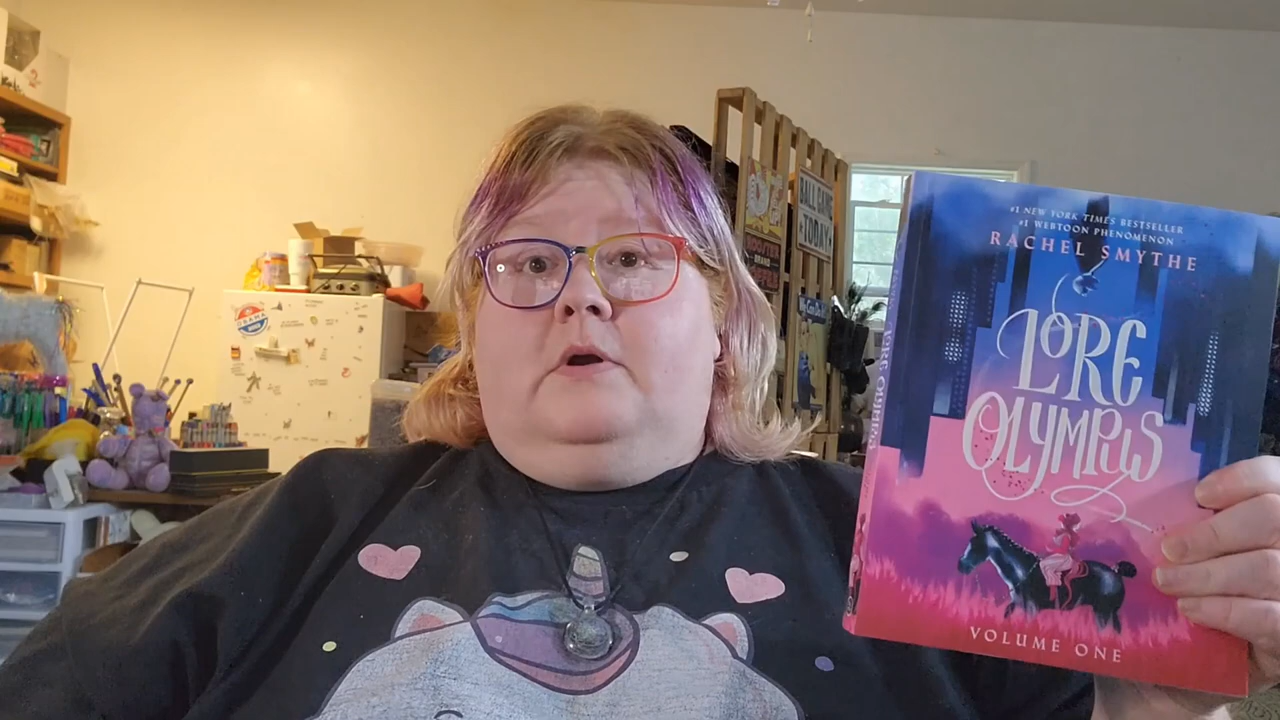 OBAMA
BALL GAME
TODAY
#1 NEW YORK TIMES BESTSELLER
#1 WEBTOON PHENOMENON
RACHEL SMYTHE
LORE
OLYMPUS
VOLUME ONE
LORE OLYMPUS